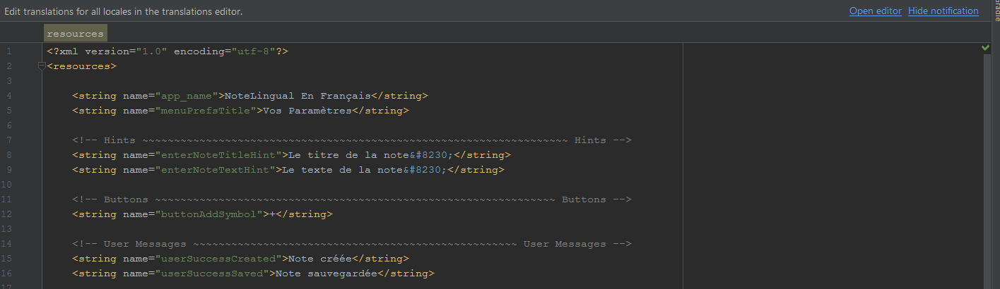 Edit translations for all locales in the translations editor. Open editor Hide notification
resources
1 <?xml version="1.0" encoding="utf-8"?>
2 <resources>
3
4 <string name="app_name">NoteLingual En Français</string>
5 <string name="menuPrefsTitle">Vos Paramètres</string>
6
7 <!-- Hints ~~~~~~~~~~~~~~~~~~~~~~~~~~~~~~~~~~~~~~~~~~~~~~~~~~~~~~~~~~~~~~~~~~~ Hints -->
8 <string name="enterNoteTitleHint">Le titre de la note&#8230;</string>
9 <string name="enterNoteTextHint">Le texte de la note&#8230;</string>
10
11 <!-- Buttons ~~~~~~~~~~~~~~~~~~~~~~~~~~~~~~~~~~~~~~~~~~~~~~~~~~~~~~~~~~~~~~~ Buttons -->
12 <string name="buttonAddSymbol">+</string>
13
14 <!-- User Messages ~~~~~~~~~~~~~~~~~~~~~~~~~~~~~~~~~~~~~~~~~~~~~~~~~~~ User Messages -->
15 <string name="userSuccessCreated">Note créée</string>
16 <string name="userSuccessSaved">Note sauvegardée</string>
17